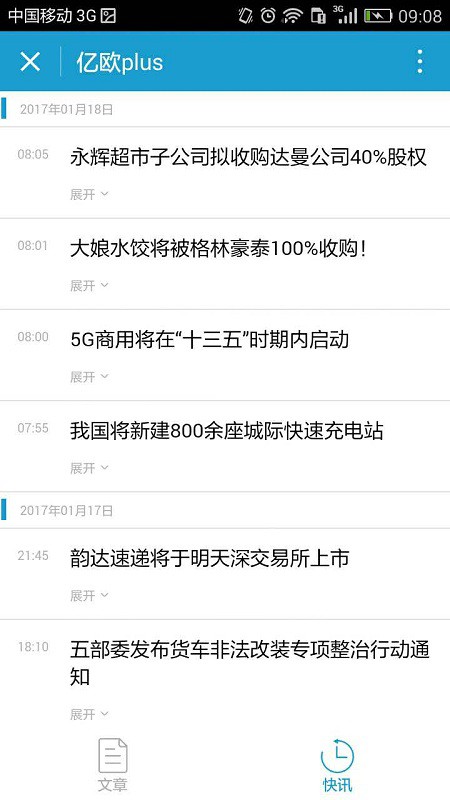 中国移动 3G 3G 09:08
亿欧plus
2017年01月18日
08:05 永辉超市子公司拟收购达曼公司40%股权
展开
08:01 大娘水饺将被格林豪泰100%收购！
展开
08:00 5G商用将在“十三五”时期内启动
展开
07:55 我国将新建800余座城际快速充电站
展开
2017年01月17日
21:45 韵达速递将于明天深交易所上市
展开
18:10 五部委发布货车非法改装专项整治行动通
知
展开
文章 快讯